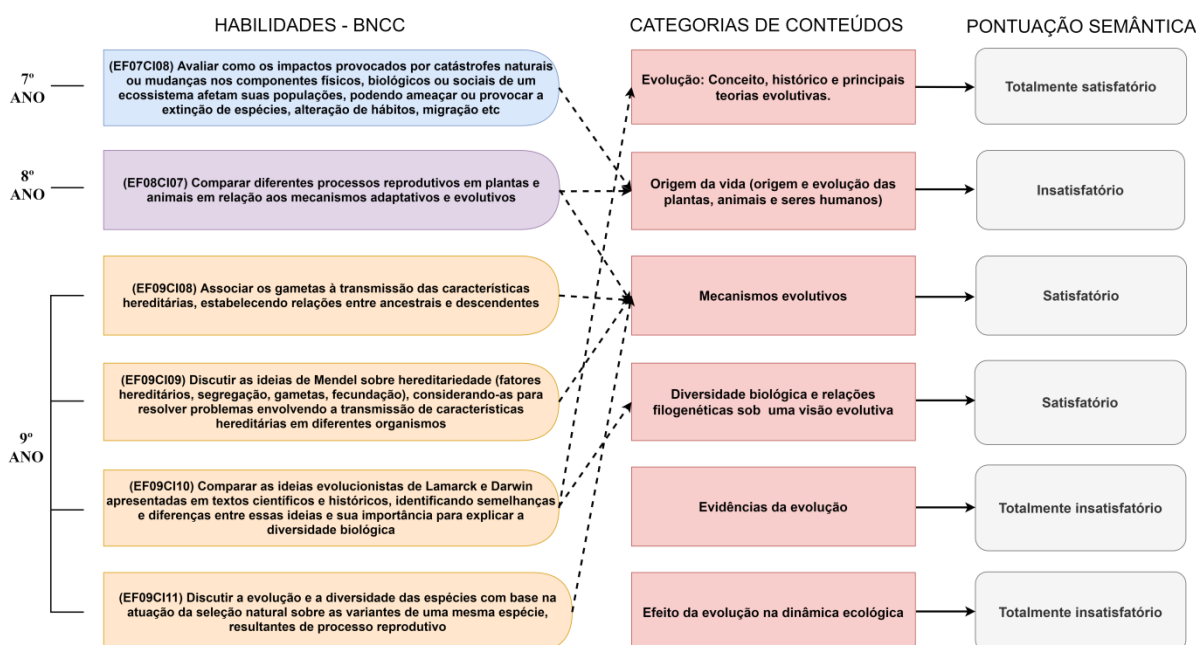 HABILIDADES - BNCC
CATEGORIAS DE CONTEÚDOS
PONTUAÇÃO SEMÂNTICA
7º
ANO
(EF07CI08) Avaliar como os impactos provocados por catástrofes naturais
ou mudanças nos componentes físicos, biológicos ou sociais de um
ecossistema afetam suas populações, podendo ameaçar ou provocar a
extinção de espécies, alteração de hábitos, migração etc
Evolução: Conceito, histórico e principais
teorias evolutivas.
Totalmente satisfatório
8º
ANO
(EF08CI07) Comparar diferentes processos reprodutivos em plantas e
animais em relação aos mecanismos adaptativos e evolutivos
Origem da vida (origem e evolução das
plantas, animais e seres humanos)
Insatisfatório
(EF09CI08) Associar os gametas à transmissão das características
hereditárias, estabelecendo relações entre ancestrais e descendentes
Mecanismos evolutivos
Satisfatório
(EF09CI09) Discutir as ideias de Mendel sobre hereditariedade (fatores
hereditários, segregação, gametas, fecundação), considerando-as para
resolver problemas envolvendo a transmissão de características
hereditárias em diferentes organismos
Diversidade biológica e relações
filogenéticas sob uma visão evolutiva
Satisfatório
9º
ANO
(EF09CI10) Comparar as ideias evolucionistas de Lamarck e Darwin
apresentadas em textos científicos e históricos, identificando semelhanças
e diferenças entre essas ideias e sua importância para explicar a
diversidade biológica
Evidências da evolução
Totalmente insatisfatório
(EF09CI11) Discutir a evolução e a diversidade das espécies com base na
atuação da seleção natural sobre as variantes de uma mesma espécie,
resultantes de processo reprodutivo
Efeito da evolução na dinâmica ecológica
Totalmente insatisfatório